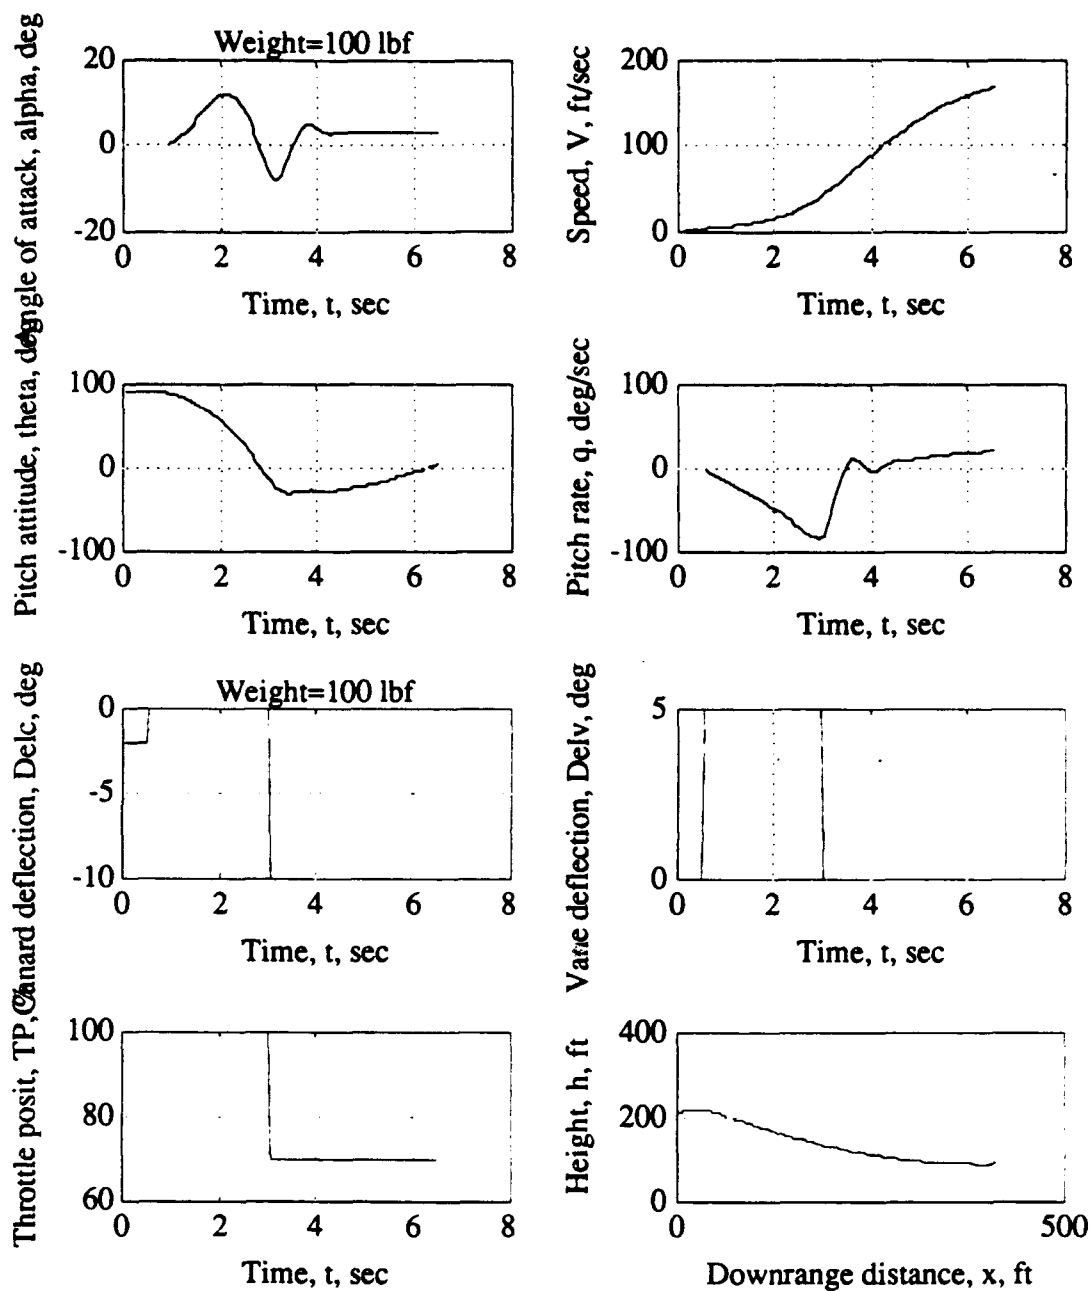 Weight=100 lbf
Angle of attack, alpha, deg
20
0
-20
0 2 4 6 8
Time, t, sec
Speed, V, ft/sec
200
100
0
0 2 4 6 8
Time, t, sec
Pitch attitude, theta, deg
100
0
-100
0 2 4 6 8
Time, t, sec
Pitch rate, q, deg/sec
100
0
-100
0 2 4 6 8
Time, t, sec
Weight=100 lbf
Canard deflection, Delc, deg
0
-5
-10
0 2 4 6 8
Time, t, sec
Vane deflection, Delv, deg
5
0
0 2 4 6 8
Time, t, sec
Throttle posit, TP, %
100
80
60
0 2 4 6 8
Time, t, sec
Height, h, ft
400
200
0
0 500
Downrange distance, x, ft